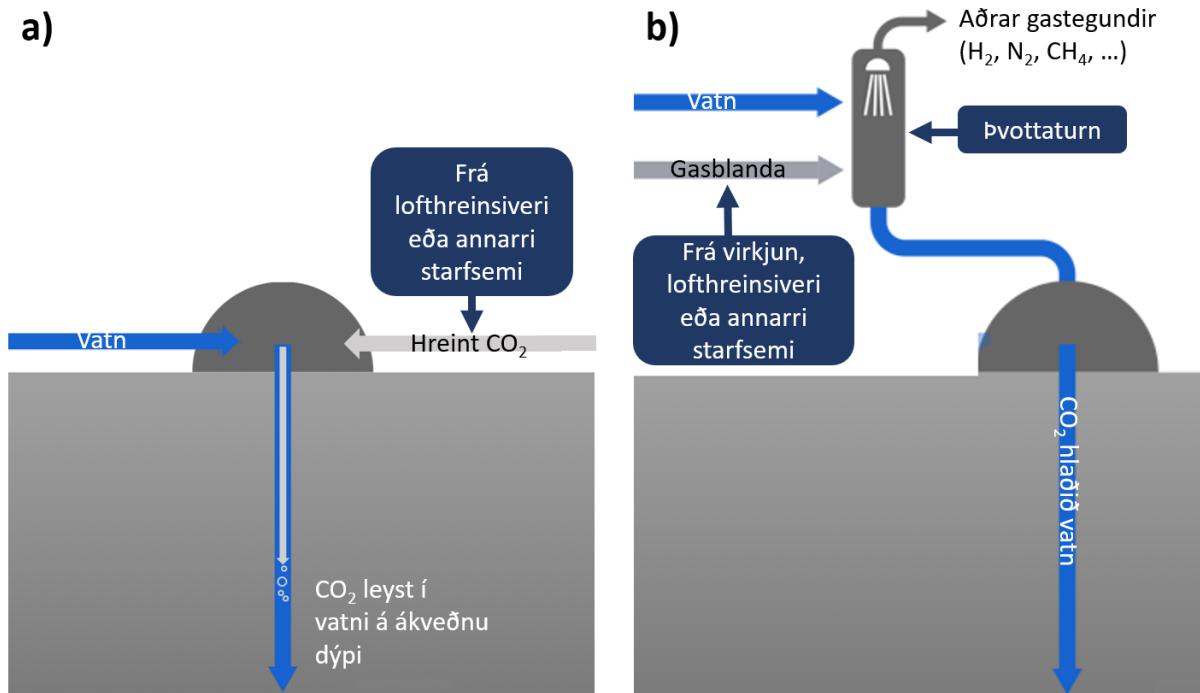 a)
Frá
lofthreinsiveri
eða annarri
starfsemi
Vatn
Hreint CO₂
CO₂ leyst í
vatni á ákveðnu
dýpi
b)
Aðrar gastegundir
(H₂, N₂, CH₄, …)
Vatn
Þvottaturn
Gasblanda
Frá virkjun,
lofthreinsiveri
eða annarri
starfsemi
CO₂ hlaðið vatn